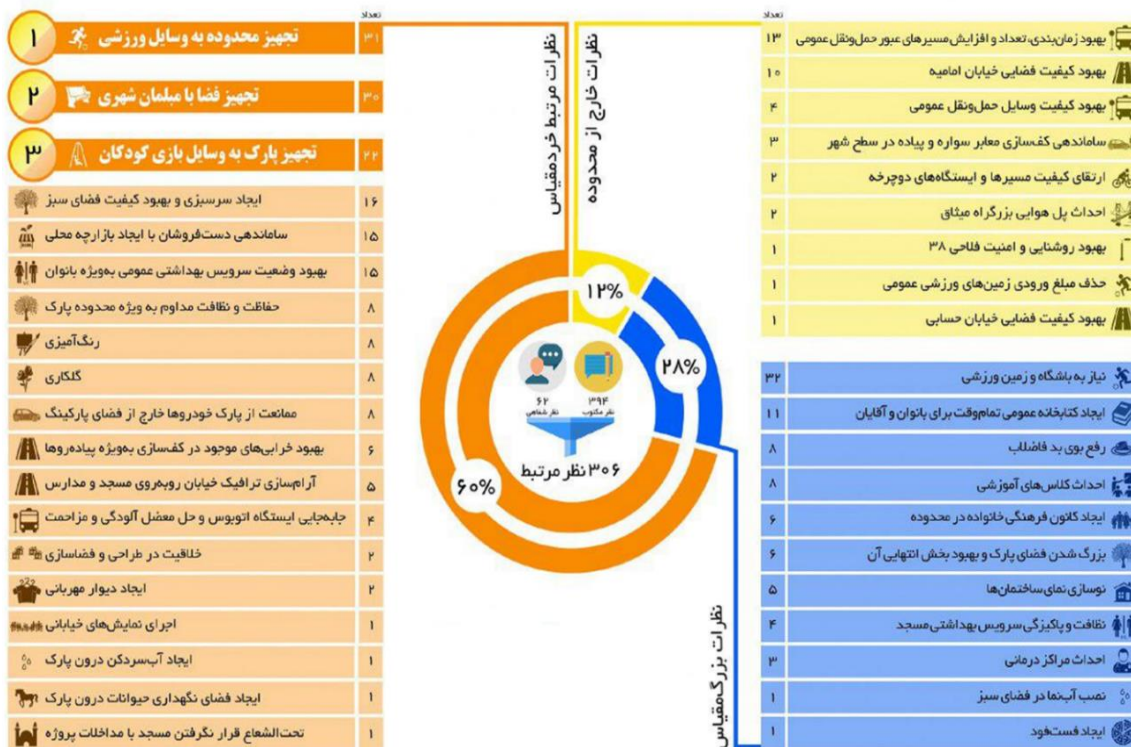 تعداد
۱ تجهیز محدوده به وسایل ورزشی ۳۱
۲ تجهیز فضا با مبلمان شهری ۳۰
۳ تجهیز پارک به وسایل بازی کودکان ۲۲
ایجاد سرسبزی و بهبود کیفیت فضای سبز ۱۶
ساماندهی دست‌فروشان با ایجاد بازارچه محلی ۱۵
بهبود وضعیت سرویس بهداشتی عمومی به‌ویژه بانوان ۱۵
حفاظت و نظافت مداوم به ویژه محدوده پارک ۸
رنگ‌آمیزی ۸
گلکاری ۸
ممانعت از پارک خودروها خارج از فضای پارکینگ ۸
بهبود خرابی‌های موجود در کف‌سازی به‌ویژه پیاده‌روها ۶
آرام‌سازی ترافیک خیابان روبه‌روی مسجد و مدارس ۵
جابه‌جایی ایستگاه اتوبوس و حل معضل آلودگی و مزاحمت ۴
خلاقیت در طراحی و فضاسازی ۲
ایجاد دیوار مهربانی ۲
اجرای نمایش‌های خیابانی ۱
ایجاد آب‌سردکن درون پارک ۱
ایجاد فضای نگهداری حیوانات درون پارک ۱
تحت‌الشعاع قرار نگرفتن مسجد با مداخلات پروژه ۱
نظرات مرتبط خردمقیاس
نظرات خارج از محدوده
۱۲%
۲۸%
۶۰%
۶۲
نظر شفاهی
۳۹۴
نظر مکتوب
۳۰۶ نظر مرتبط
نظرات بزرگ‌مقیاس
تعداد
بهبود زمان‌بندی، تعداد و افزایش مسیرهای عبور حمل‌ونقل عمومی ۱۳
بهبود کیفیت فضایی خیابان امامیه ۱۰
بهبود کیفیت وسایل حمل‌ونقل عمومی ۴
ساماندهی کف‌سازی معابر سواره و پیاده در سطح شهر ۳
ارتقای کیفیت مسیرها و ایستگاه‌های دوچرخه ۲
احداث پل هوایی بزرگراه میثاق ۲
بهبود روشنایی و امنیت فلاحی ۳۸ ۱
حذف مبلغ ورودی زمین‌های ورزشی عمومی ۱
بهبود کیفیت فضایی خیابان حسابی ۱
نیاز به باشگاه و زمین ورزشی ۳۲
ایجاد کتابخانه عمومی تمام‌وقت برای بانوان و آقایان ۱۱
رفع بوی بد فاضلاب ۸
احداث کلاس‌های آموزشی ۸
ایجاد کانون فرهنگی خانواده در محدوده ۶
بزرگ شدن فضای پارک و بهبود بخش انتهایی آن ۶
نوسازی نمای ساختمان‌ها ۵
نظافت و پاکیزگی سرویس بهداشتی مسجد ۴
احداث مراکز درمانی ۳
نصب آب‌نما در فضای سبز ۱
ایجاد فست‌فود ۱